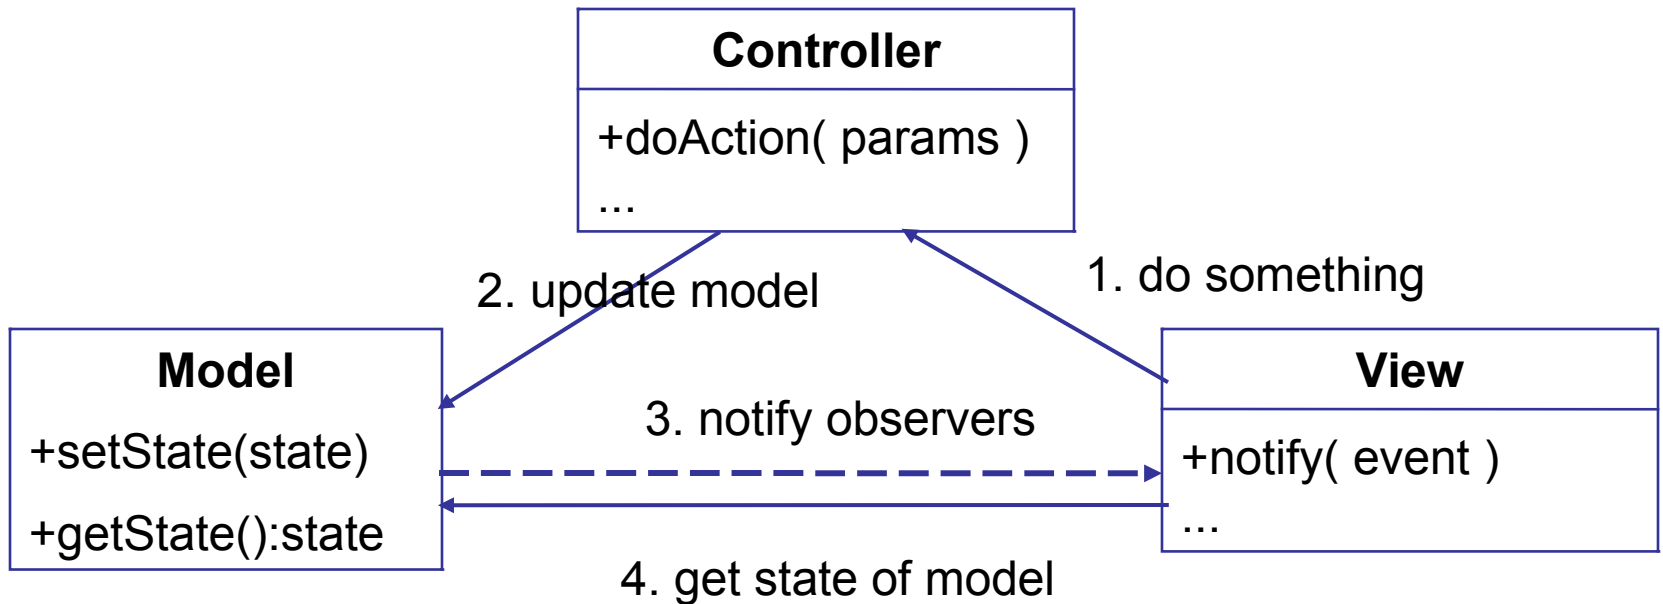 Controller
+doAction( params )
...
1. do something
2. update model
Model
+setState(state)
+getState():state
3. notify observers
View
+notify( event )
...
4. get state of model